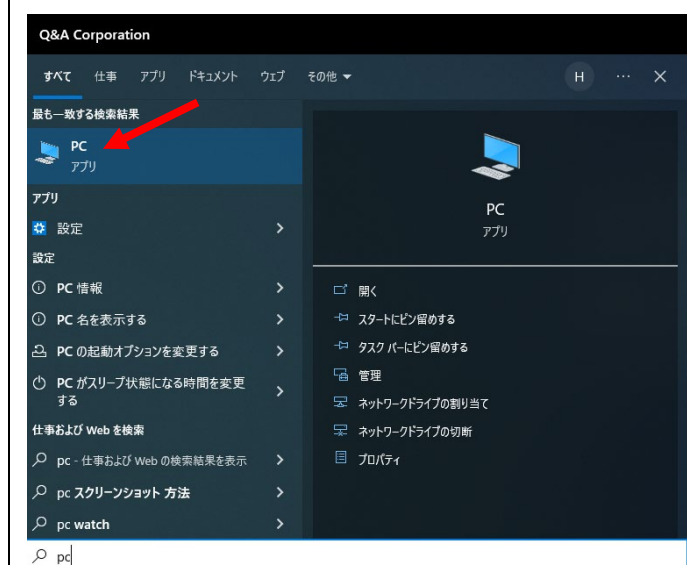 Q&A Corporation
すべて 仕事 アプリ ドキュメント ウェブ その他 H ... ×
最も一致する検索結果
PC
アプリ
アプリ
設定
設定
PC 情報
PC 名を表示する
PC の起動オプションを変更する
PC がスリープ状態になる時間を変更
する
仕事および Web を検索
pc - 仕事および Web の検索結果を表示
pc スクリーンショット 方法
pc watch
pc
PC
アプリ
開く
スタートにピン留めする
タスク バーにピン留めする
管理
ネットワークドライブの割り当て
ネットワークドライブの切断
プロパティ